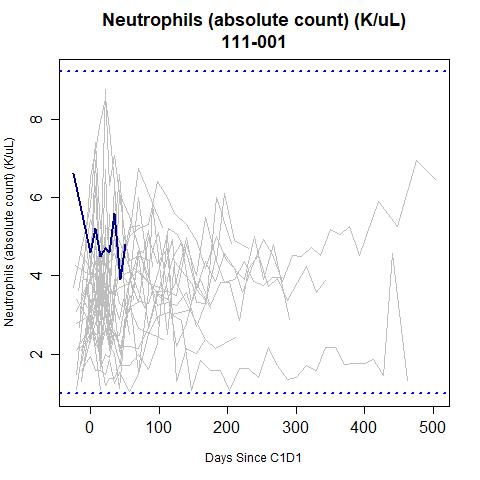 Neutrophils (absolute count) (K/uL)
111-001
Neutrophils (absolute count) (K/uL)
8
6
4
2
0 100 200 300 400 500
Days Since C1D1